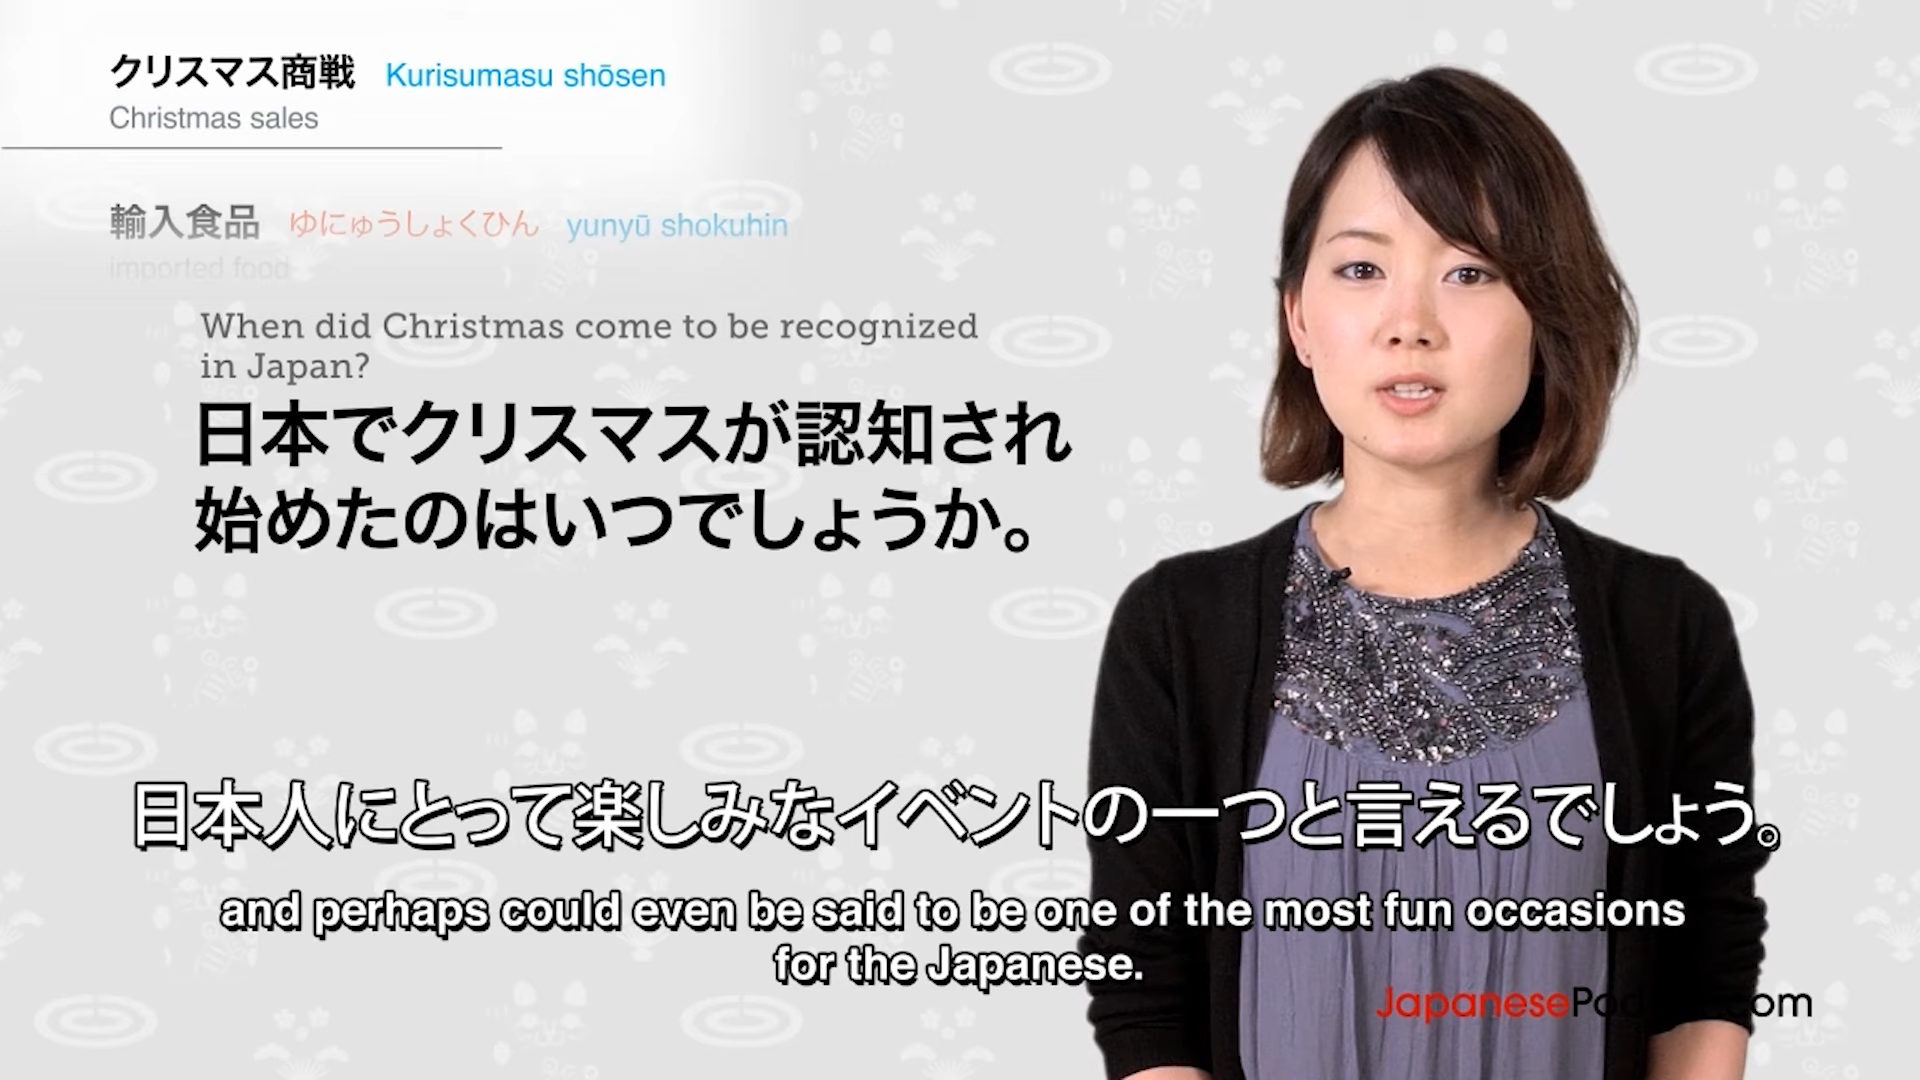 クリスマス商戦 Kurisumasu shōsen
Christmas sales
輸入食品 ゆにゅうしょくひん yunyū shokuhin
imported food
When did Christmas come to be recognized
in Japan?
日本でクリスマスが認知され
始めたのはいつでしょうか。
日本人にとって楽しみなイベントの一つと言えるでしょう。
and perhaps could even be said to be one of the most fun occasions
for the Japanese.